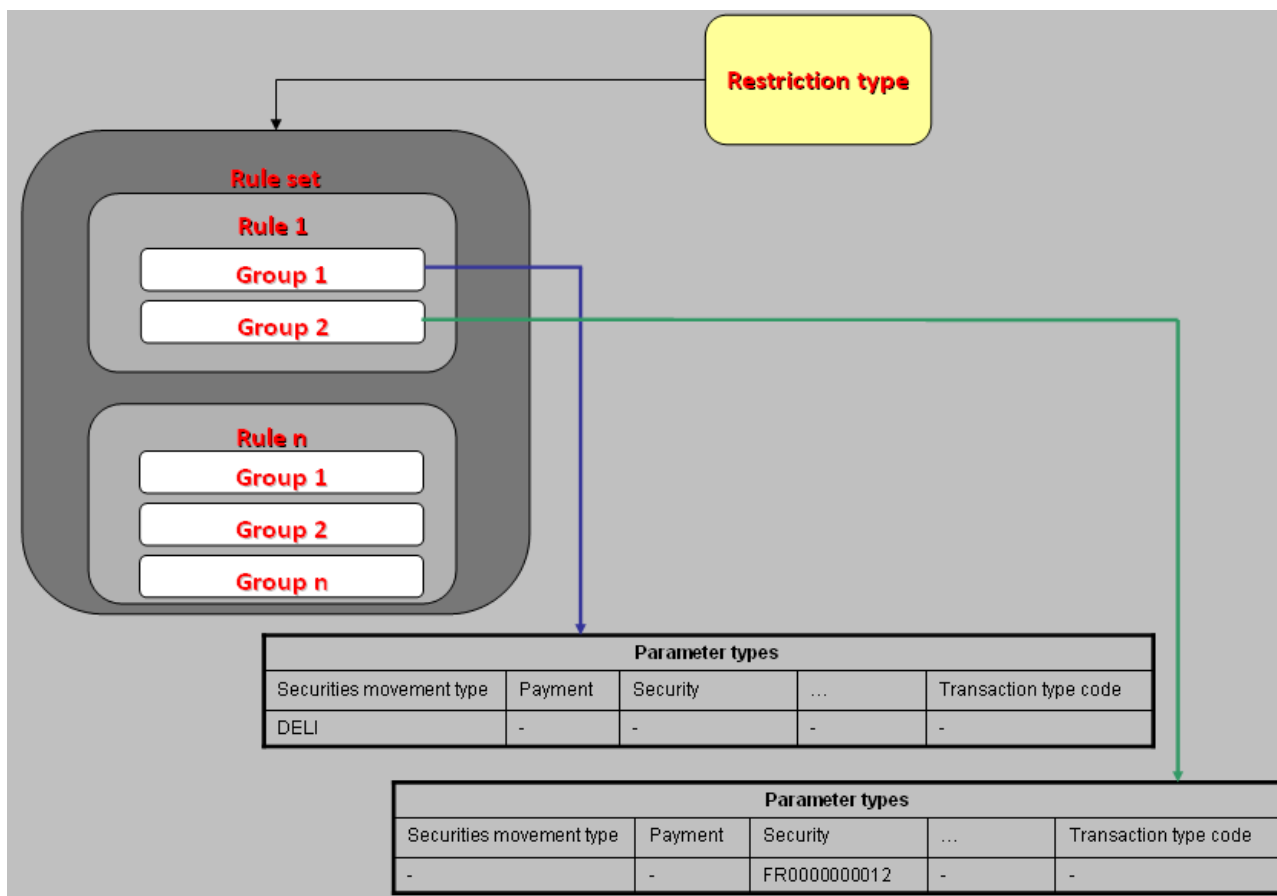 Restriction type
Rule set
Rule 1
Group 1
Group 2
Rule n
Group 1
Group 2
Group n
Parameter types
Securities movement type Payment Security ... Transaction type code
DELI - - - -
Parameter types
Securities movement type Payment Security ... Transaction type code
- - FR0000000012 - -